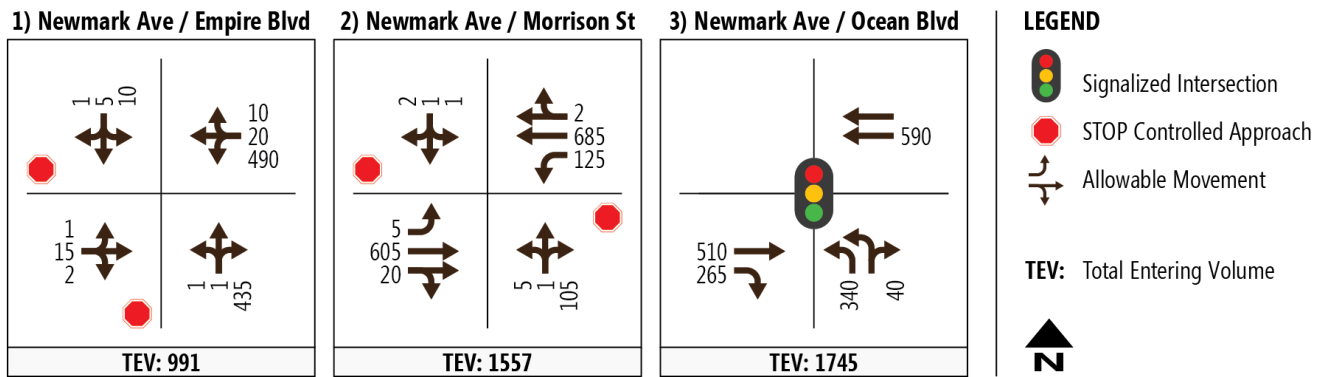 1) Newmark Ave / Empire Blvd
1
5
10
10
20
490
1
15
2
1
1
435
TEV: 991
2) Newmark Ave / Morrison St
2
1
1
2
685
125
5
605
20
5
1
105
TEV: 1557
3) Newmark Ave / Ocean Blvd
590
510
265
340
40
TEV: 1745
LEGEND
Signalized Intersection
STOP Controlled Approach
Allowable Movement
TEV: Total Entering Volume
N